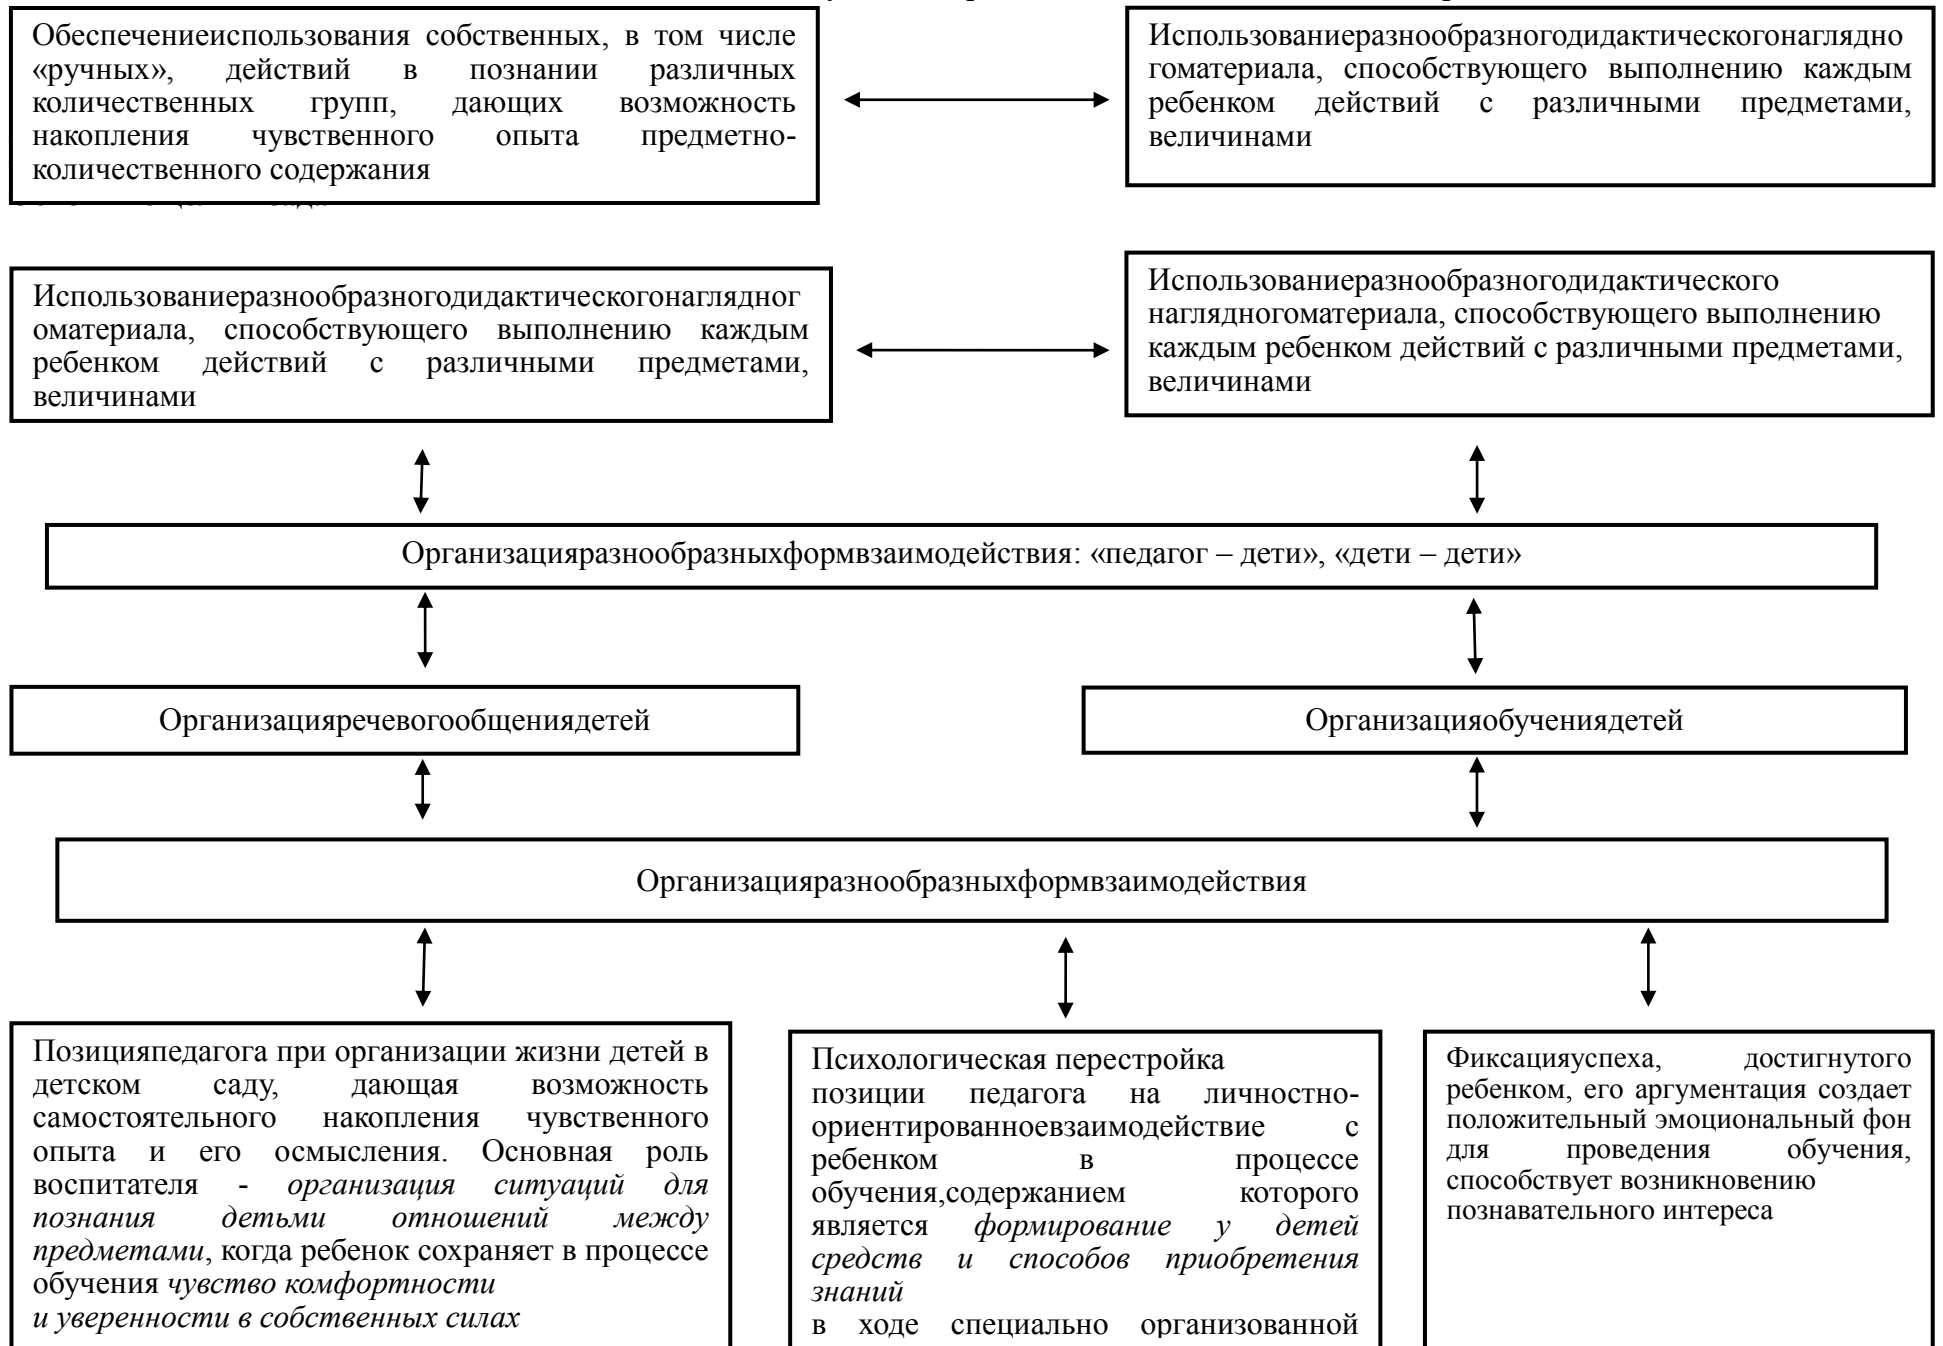 Обеспечениеиспользования собственных, в том числе
«ручных», действий в познании различных
количественных групп, дающих возможность
накопления чувственного опыта предметно-
количественного содержания
Использованиеразнообразногодидактическогонаглядно
гоматериала, способствующего выполнению каждым
ребенком действий с различными предметами,
величинами
Использованиеразнообразногодидактическогонагляднoг
оматериала, способствующего выполнению каждым
ребенком действий с различными предметами,
величинами
Использованиеразнообразногодидактического
наглядногоматериала, способствующего выполнению
каждым ребенком действий с различными предметами,
величинами
Организацияразнообразныхформвзаимодействия: «педагог – дети», «дети – дети»
Организацияречевогообщениядетей
Организацияобучениядетей
Организацияразнообразныхформвзаимодействия
Позицияпедагога при организации жизни детей в
детском саду, дающая возможность
самостоятельного накопления чувственного
опыта и его осмысления. Основная роль
воспитателя - организация ситуаций для
познания детьми отношений между
предметами, когда ребенок сохраняет в процессе
обучения чувство комфортности
и уверенности в собственных силах
Психологическая перестройка
позиции педагога на личностно-
ориентированноевзаимодействие с
ребенком в процессе
обучения,содержанием которого
является формирование у детей
средств и способов приобретения
знаний
в ходе специально организованной
Фиксацияуспеха, достигнутого
ребенком, его аргументация создает
положительный эмоциональный фон
для проведения обучения,
способствует возникновению
познавательного интереса